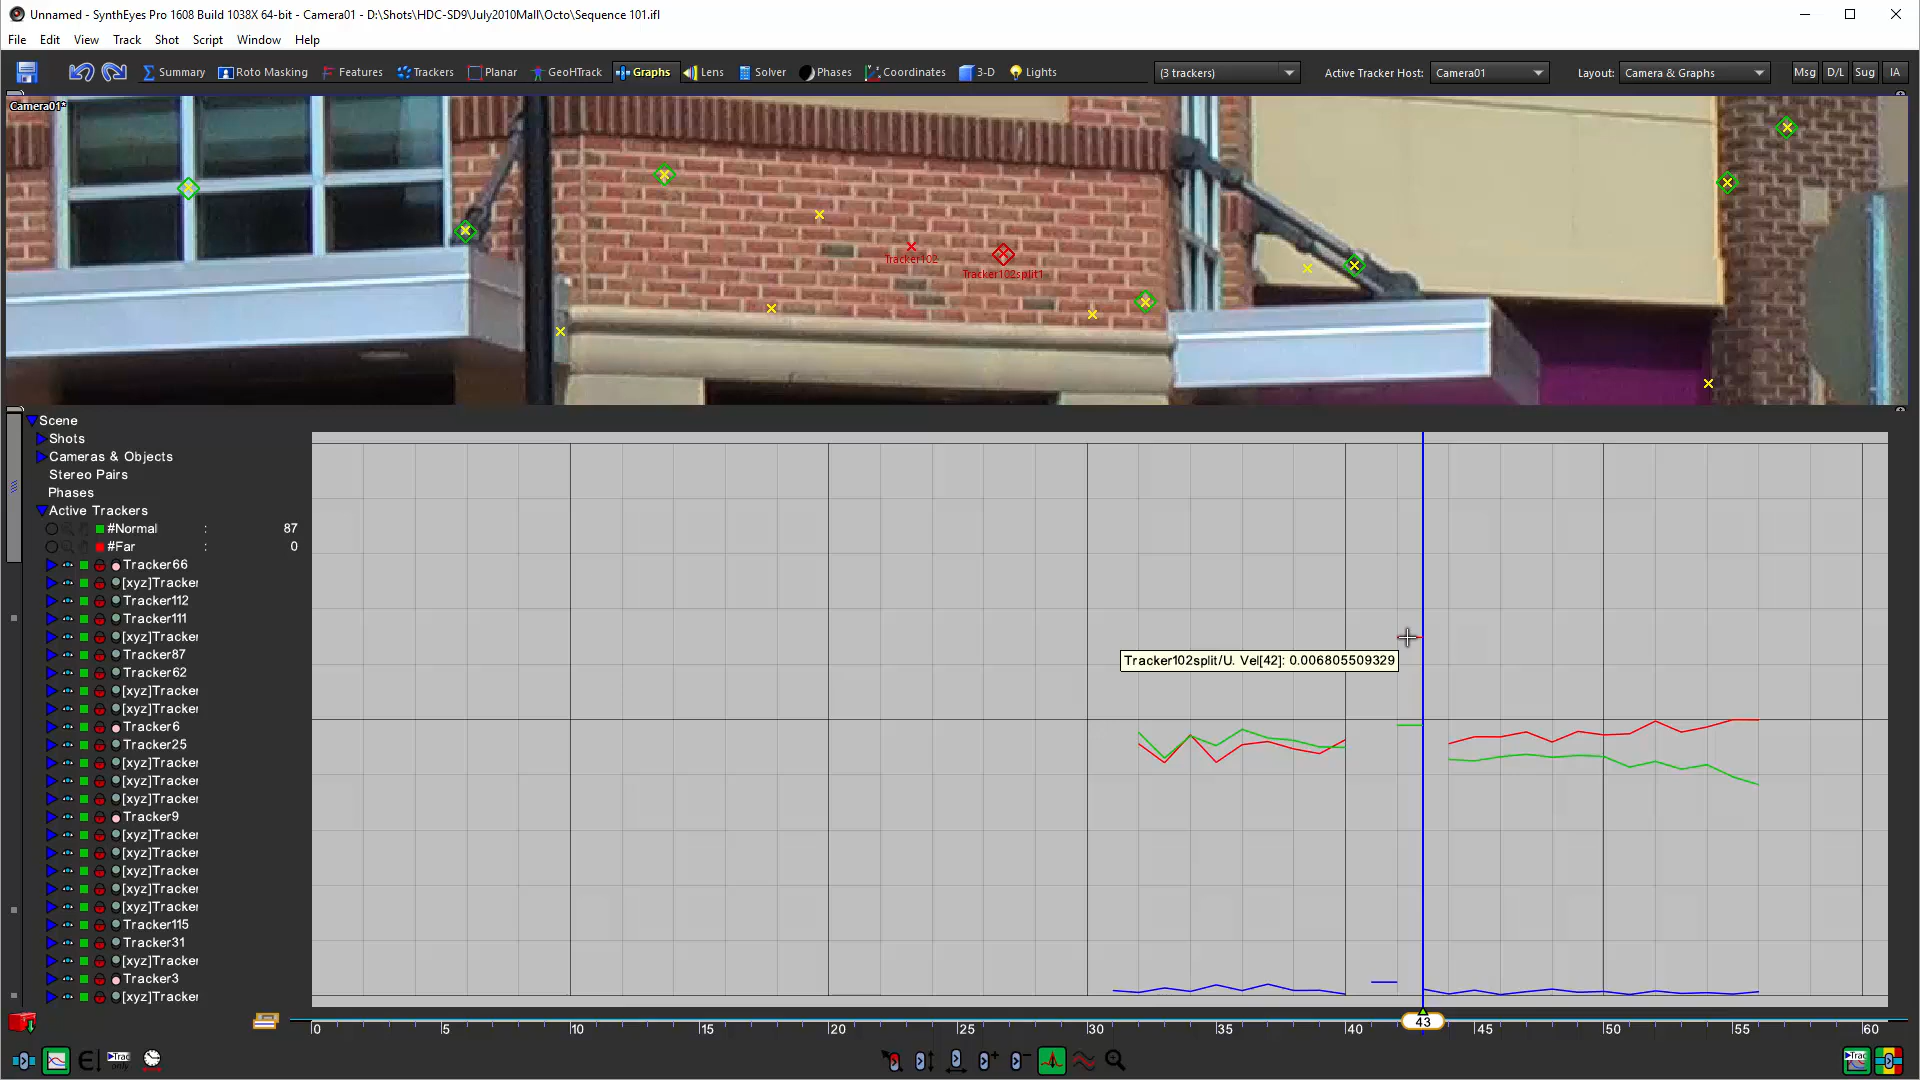 Unnamed - SynthEyes Pro 1608 Build 1038X 64-bit - Camera01 - D:\Shots\HDC-SD9\July2010Mall\Octo\Sequence 101.ifl
File Edit View Track Shot Script Window Help
Summary Roto Masking Features Trackers Planar GeoHTrack Graphs Lens Solver Phases Coordinates 3-D Lights (3 trackers) Active Tracker Host: Camera01 Layout: Camera & Graphs Msg D/L Sug IA
Camera01*
Tracker102
Tracker102split1
Scene
Shots
Cameras & Objects
Stereo Pairs
Phases
Active Trackers
#Normal : 87
#Far : 0
Tracker66
[xyz]Tracker
Tracker112
Tracker111
[xyz]Tracker
Tracker87
Tracker62
[xyz]Tracker
[xyz]Tracker
Tracker6
Tracker25
[xyz]Tracker
[xyz]Tracker
[xyz]Tracker
Tracker9
[xyz]Tracker
[xyz]Tracker
[xyz]Tracker
[xyz]Tracker
[xyz]Tracker
Tracker115
Tracker31
[xyz]Tracker
Tracker3
[xyz]Tracker
Tracker102split/U. Vel[42]: 0.006805509329
0 5 10 15 20 25 30 35 40 43 45 50 55 60
Trac only
Trac